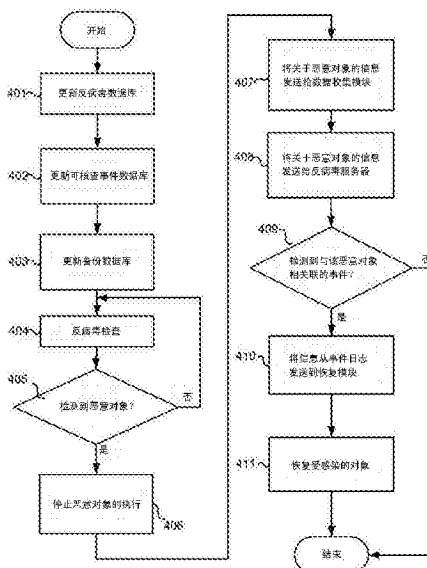 开始
401
更新反病毒数据库
402
更新可核查事件数据库
403
更新备份数据库
404
反病毒检查
405
检测到恶意对象？
否
是
停止恶意对象的执行
406
407
将关于恶意对象的信息
发送给数据收集模块
408
将关于恶意对象的信息
发送给反病毒服务器
409
检测到与该恶意对象
相关联的事件？
否
是
410
将信息从事件日志
发送到恢复模块
411
恢复受感染的对象
结束